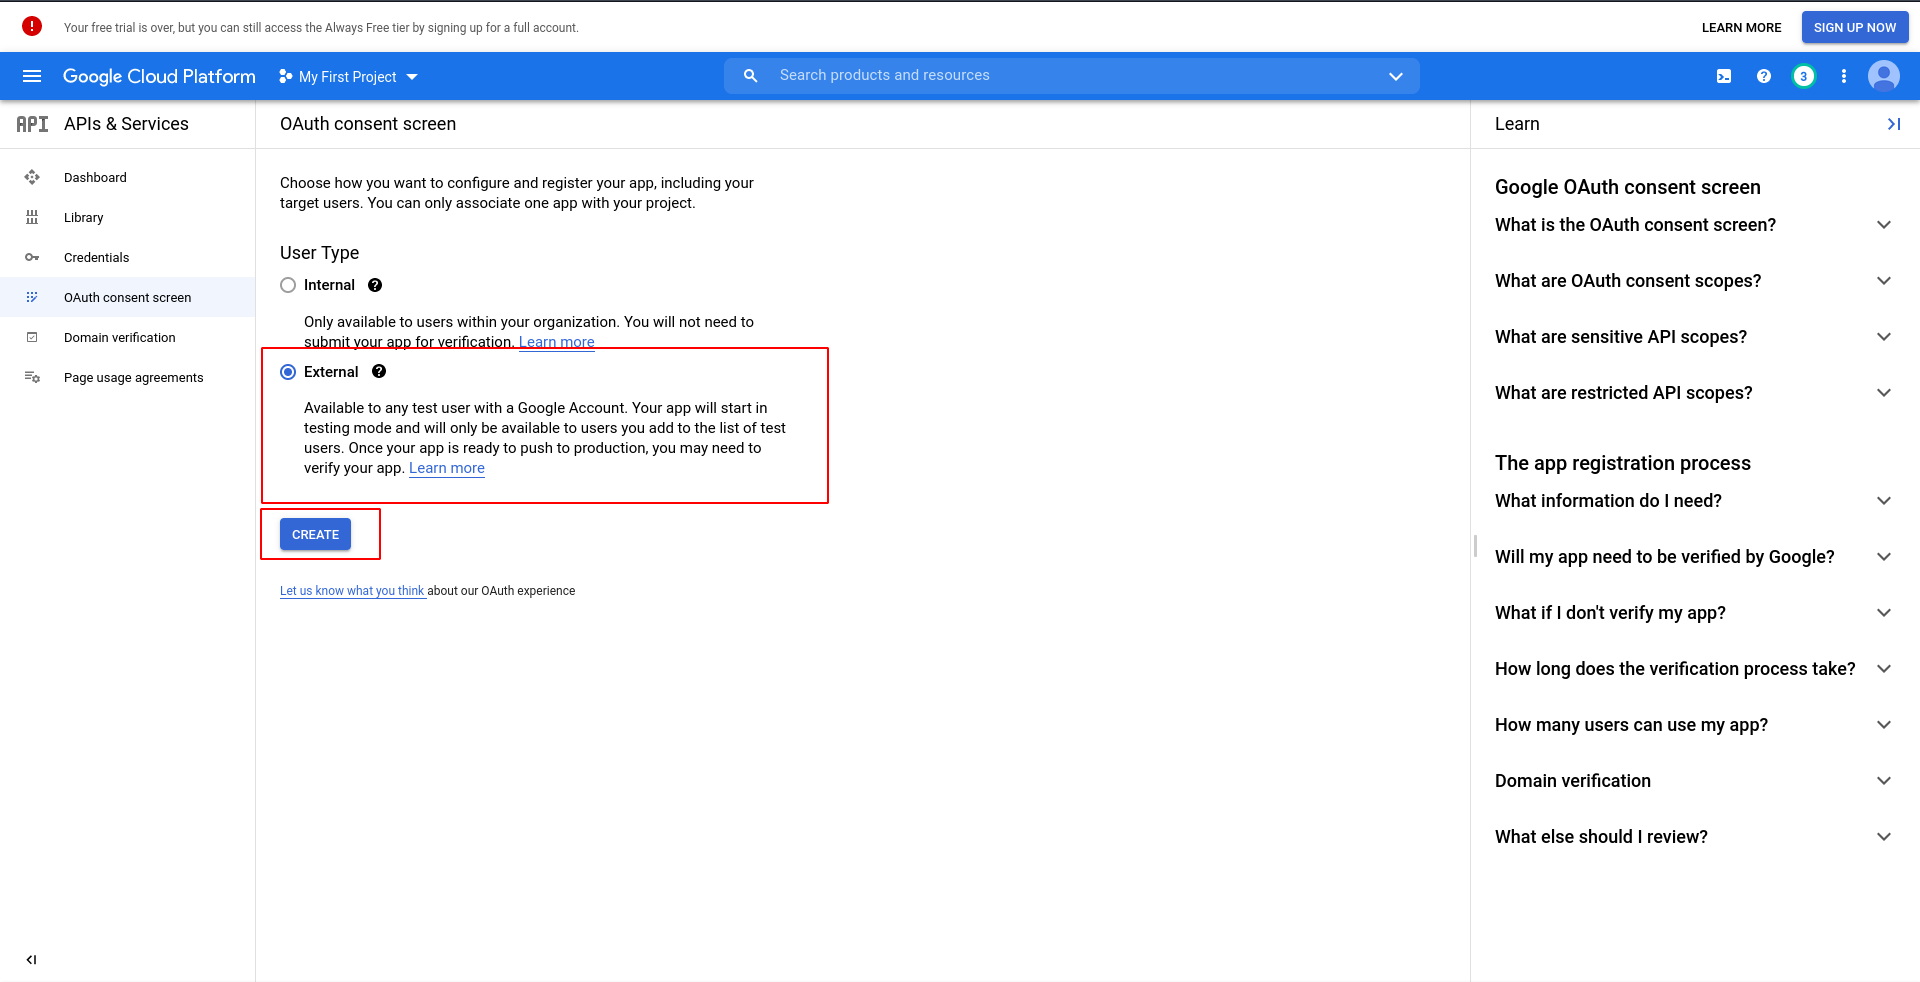 Your free trial is over, but you can still access the Always Free tier by signing up for a full account.
LEARN MORE
SIGN UP NOW
Google Cloud Platform
My First Project
Search products and resources
3
API
APIs & Services
Dashboard
Library
Credentials
OAuth consent screen
Domain verification
Page usage agreements
OAuth consent screen
Choose how you want to configure and register your app, including your
target users. You can only associate one app with your project.
User Type
Internal
Only available to users within your organization. You will not need to
submit your app for verification. Learn more
External
Available to any test user with a Google Account. Your app will start in
testing mode and will only be available to users you add to the list of test
users. Once your app is ready to push to production, you may need to
verify your app. Learn more
CREATE
Let us know what you think about our OAuth experience
Learn
Google OAuth consent screen
What is the OAuth consent screen?
What are OAuth consent scopes?
What are sensitive API scopes?
What are restricted API scopes?
The app registration process
What information do I need?
Will my app need to be verified by Google?
What if I don't verify my app?
How long does the verification process take?
How many users can use my app?
Domain verification
What else should I review?